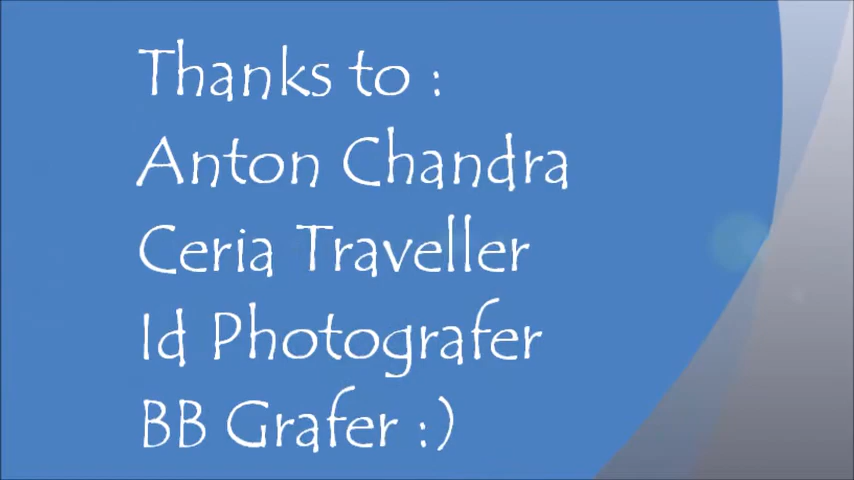 Thanks to :
Anton Chandra
Ceria Traveller
Id Photografer
BB Grafer :)